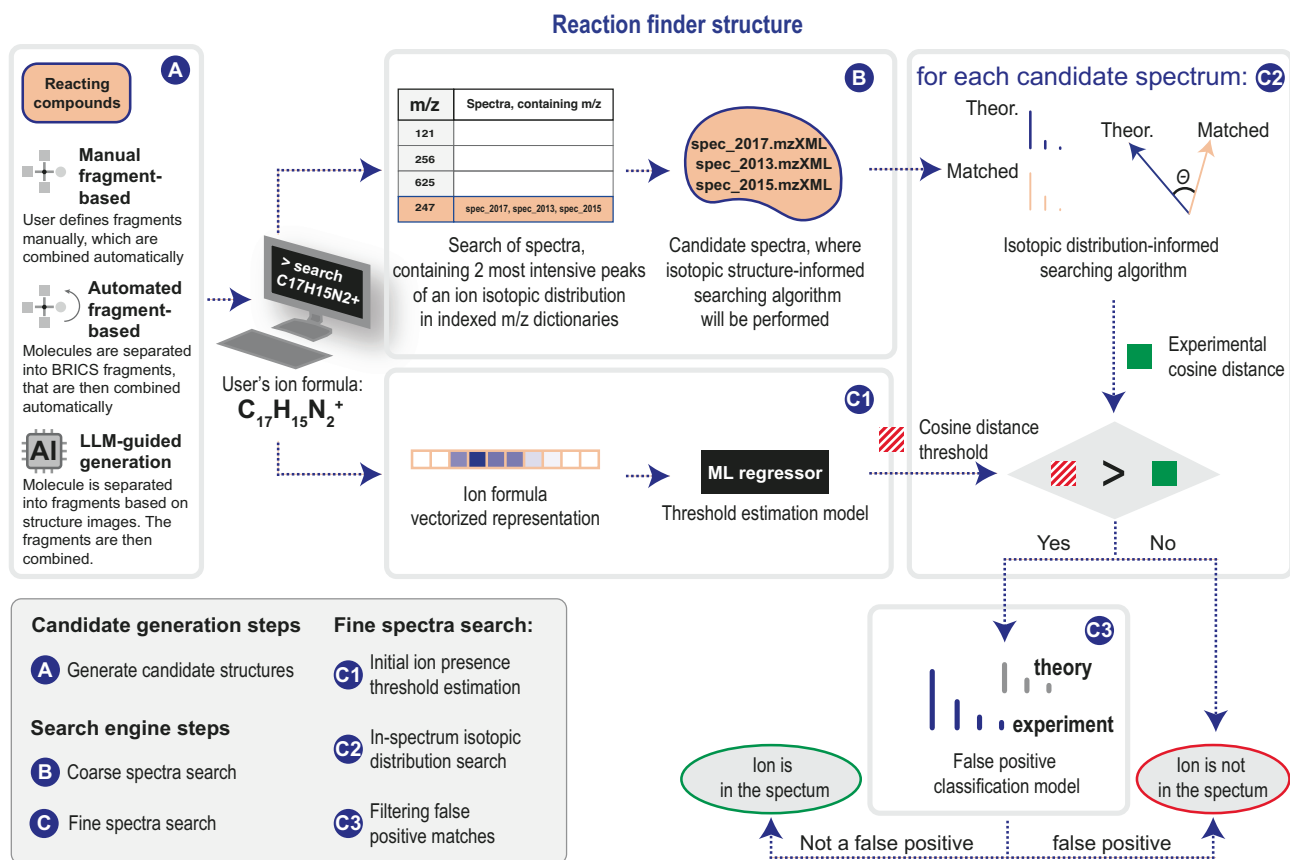 Reaction finder structure
A
Reacting
compounds
Manual
fragment-
based
User defines fragments
manually, which are
combined automatically
Automated
fragment-
based
Molecules are separated
into BRICS fragments,
that are then combined
automatically
AI
LLM-guided
generation
Molecule is separated
into fragments based on
structure images. The
fragments are then
combined.
> search
C17H15N2+
User's ion formula:
C₁₇H₁₅N₂⁺
B
m/z
Spectra, containing m/z
121
256
625
247
spec_2017, spec_2013, spec_2015
Search of spectra,
containing 2 most intensive peaks
of an ion isotopic distribution
in indexed m/z dictionaries
spec_2017.mzXML
spec_2013.mzXML
spec_2015.mzXML
Candidate spectra, where
isotopic structure-informed
searching algorithm
will be performed
C1
Ion formula
vectorized representation
ML regressor
Threshold estimation model
for each candidate spectrum: C2
Theor.
Matched
Theor.
Matched
Θ
Isotopic distribution-informed
searching algorithm
Experimental
cosine distance
Cosine distance
threshold
>
Yes
No
C3
theory
experiment
False positive
classification model
Ion is
in the spectum
Ion is not
in the spectum
Not a false positive
false positive
Candidate generation steps
A Generate candidate structures
Search engine steps
B Coarse spectra search
C Fine spectra search
Fine spectra search:
C1 Initial ion presence
threshold estimation
C2 In-spectrum isotopic
distribution search
C3 Filtering false
positive matches